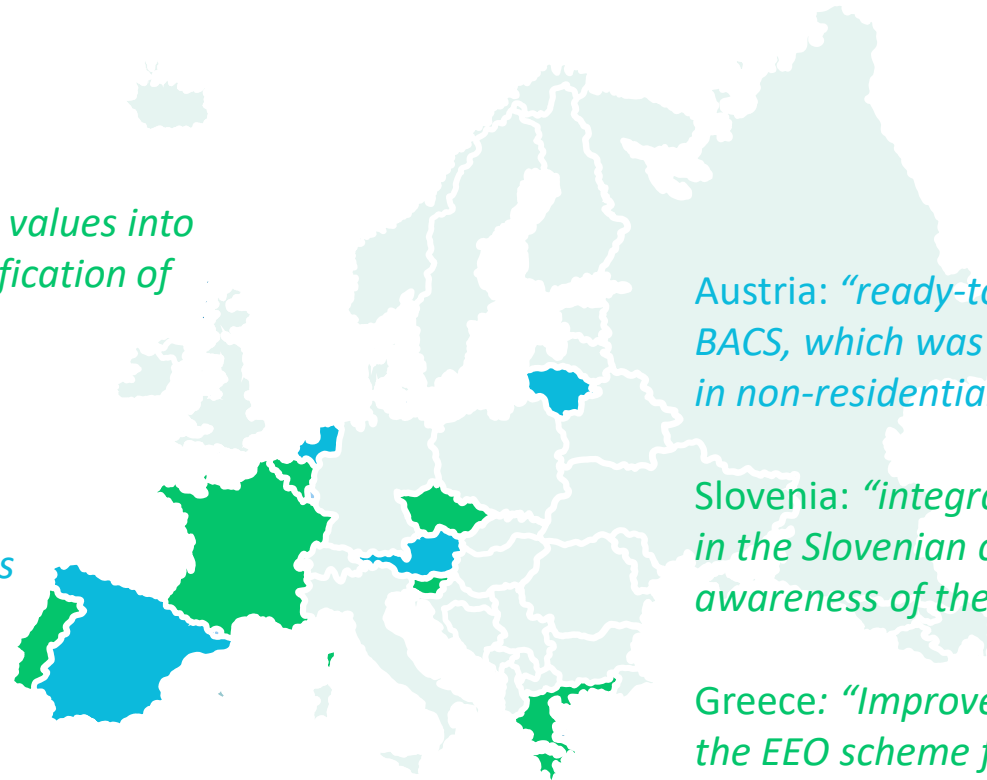 values into
fication of
s
Austria: “ready-to
BACS, which was
in non-residentia
Slovenia: “integra
in the Slovenian
awareness of the
Greece: “Improve
the EEO scheme f